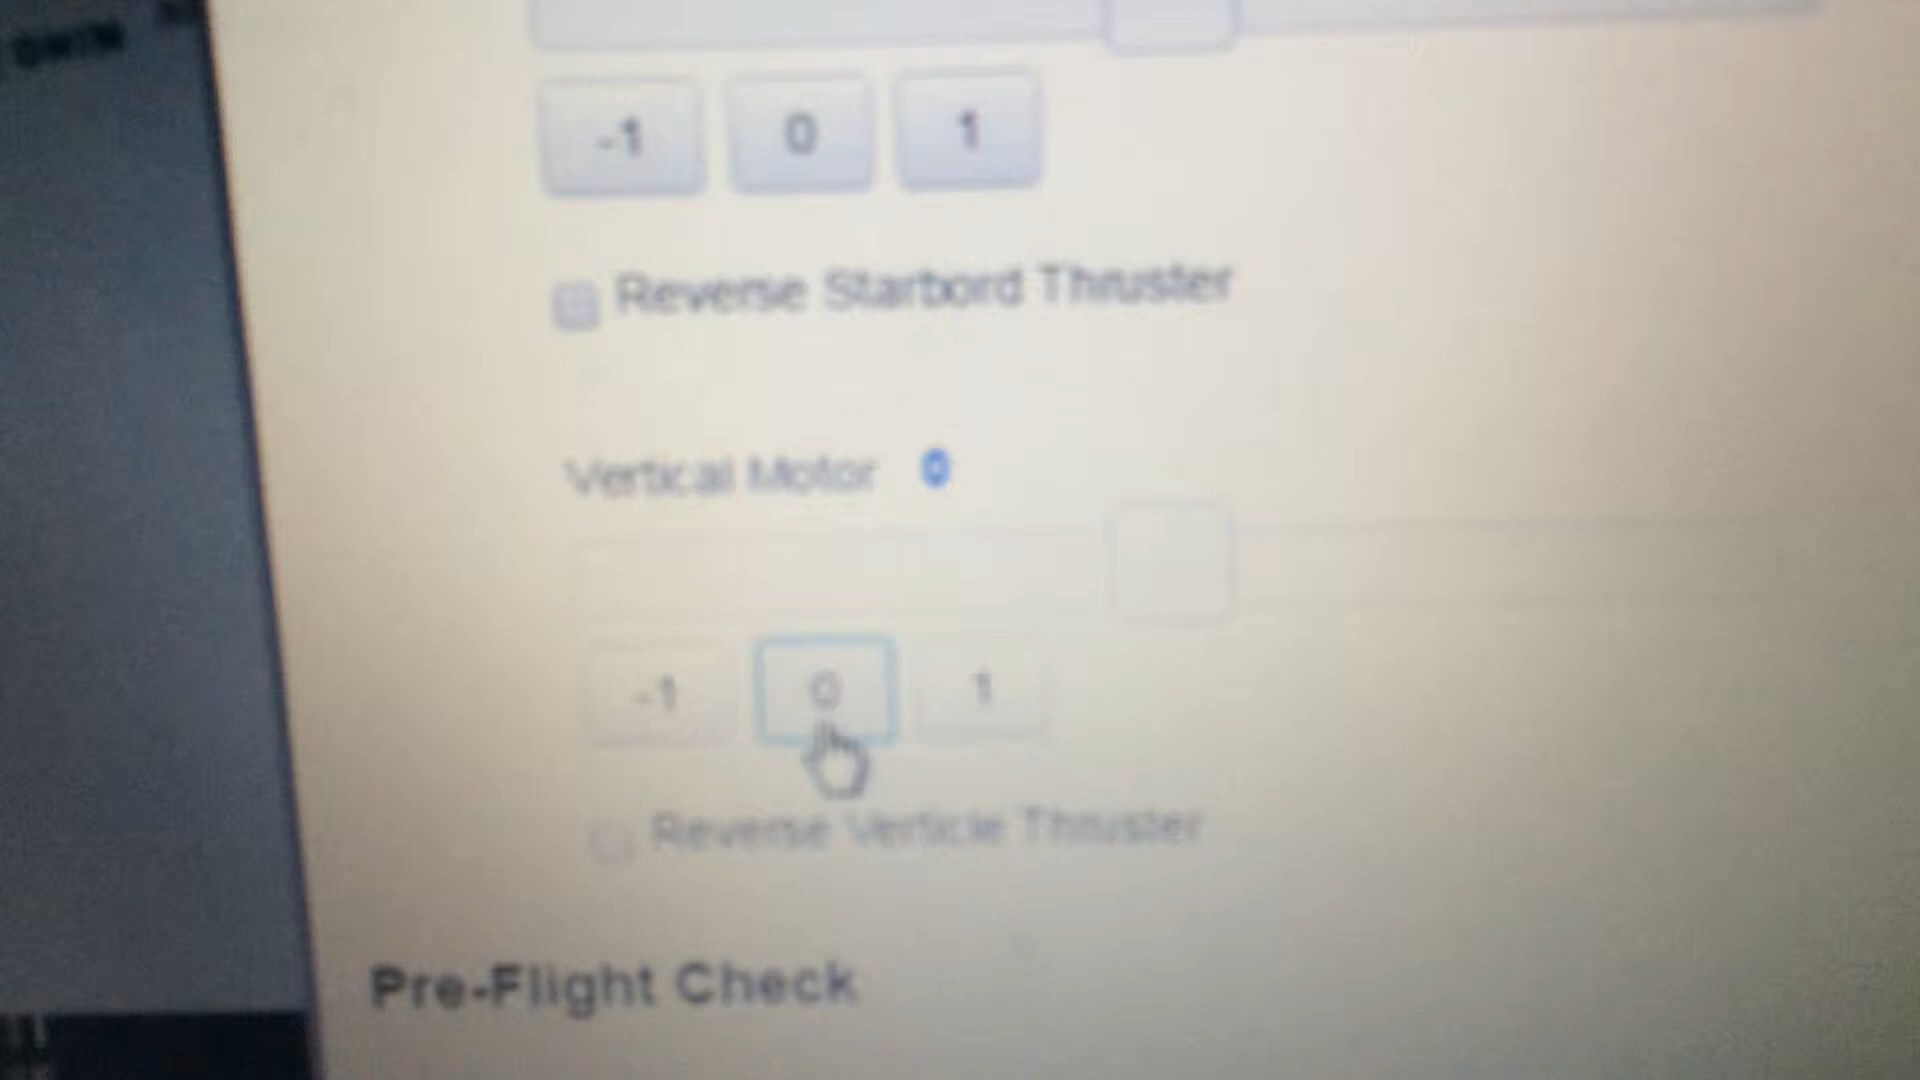 -1 0 1
Reverse Starbord Thruster
Vertical Motor 0
-1 0 1
Reverse Verticle Thruster
Pre-Flight Check